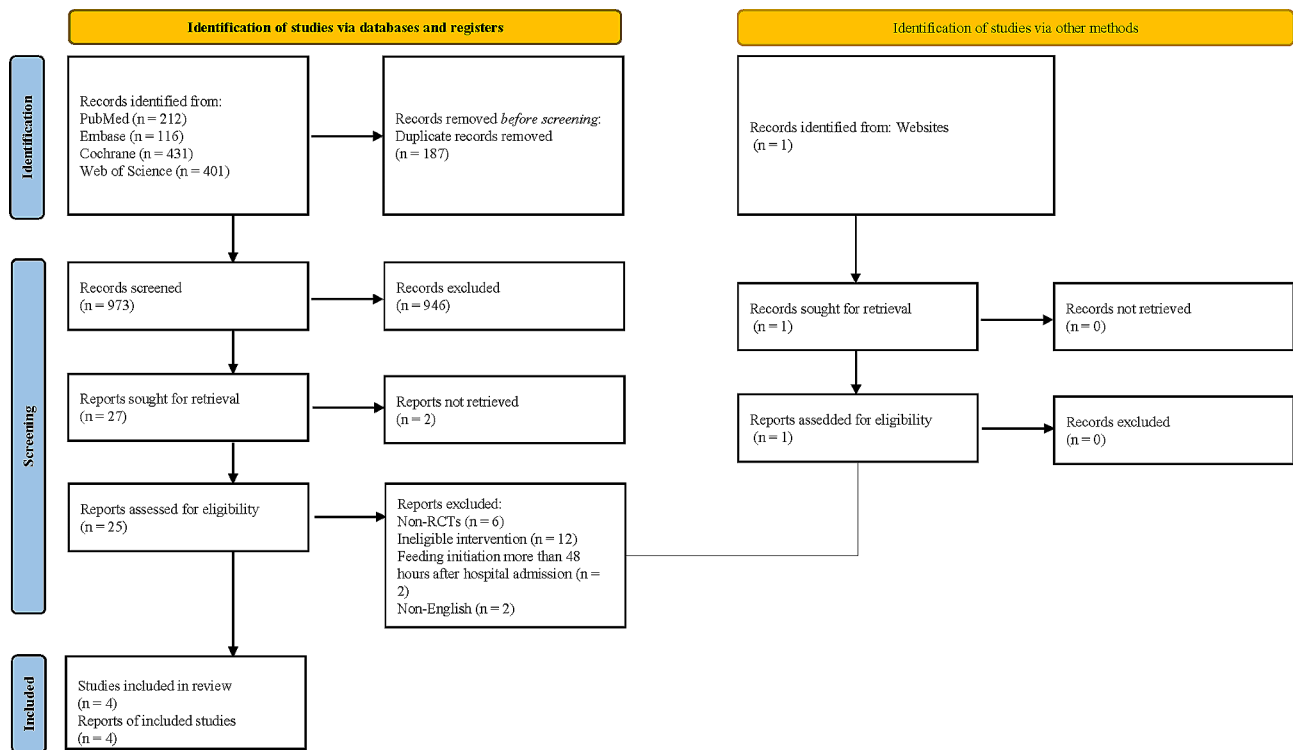 Identification of studies via databases and registers
Identification of studies via other methods
Identification
Records identified from:
PubMed (n = 212)
Embase (n = 116)
Cochrane (n = 431)
Web of Science (n = 401)
Records removed before screening:
Duplicate records removed
(n = 187)
Records identified from: Websites
(n = 1)
Screening
Records screened
(n = 973)
Records excluded
(n = 946)
Records sought for retrieval
(n = 1)
Records not retrieved
(n = 0)
Reports sought for retrieval
(n = 27)
Reports not retrieved
(n = 2)
Reports assedded for eligibility
(n = 1)
Records excluded
(n = 0)
Reports assessed for eligibility
(n = 25)
Reports excluded:
Non-RCTs (n = 6)
Ineligible intervention (n = 12)
Feeding initiation more than 48
hours after hospital admission (n =
2)
Non-English (n = 2)
Included
Studies included in review
(n = 4)
Reports of included studies
(n = 4)